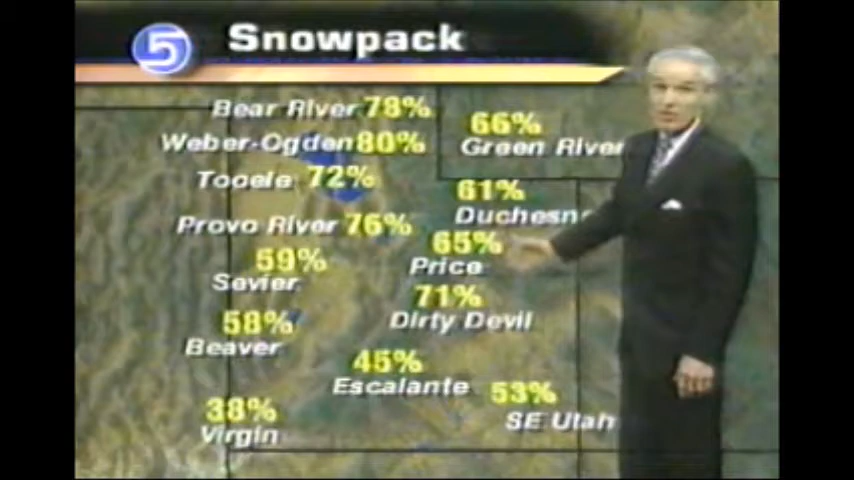 5 Snowpack
Bear River 78%
Weber-Ogden 80%
Tooele 72%
Provo River 76%
59%
Sevier
58%
Beaver
38%
Virgin
66%
Green River
61%
Duchesn
65%
Price
71%
Dirty Devil
45%
Escalante
53%
SE Utah